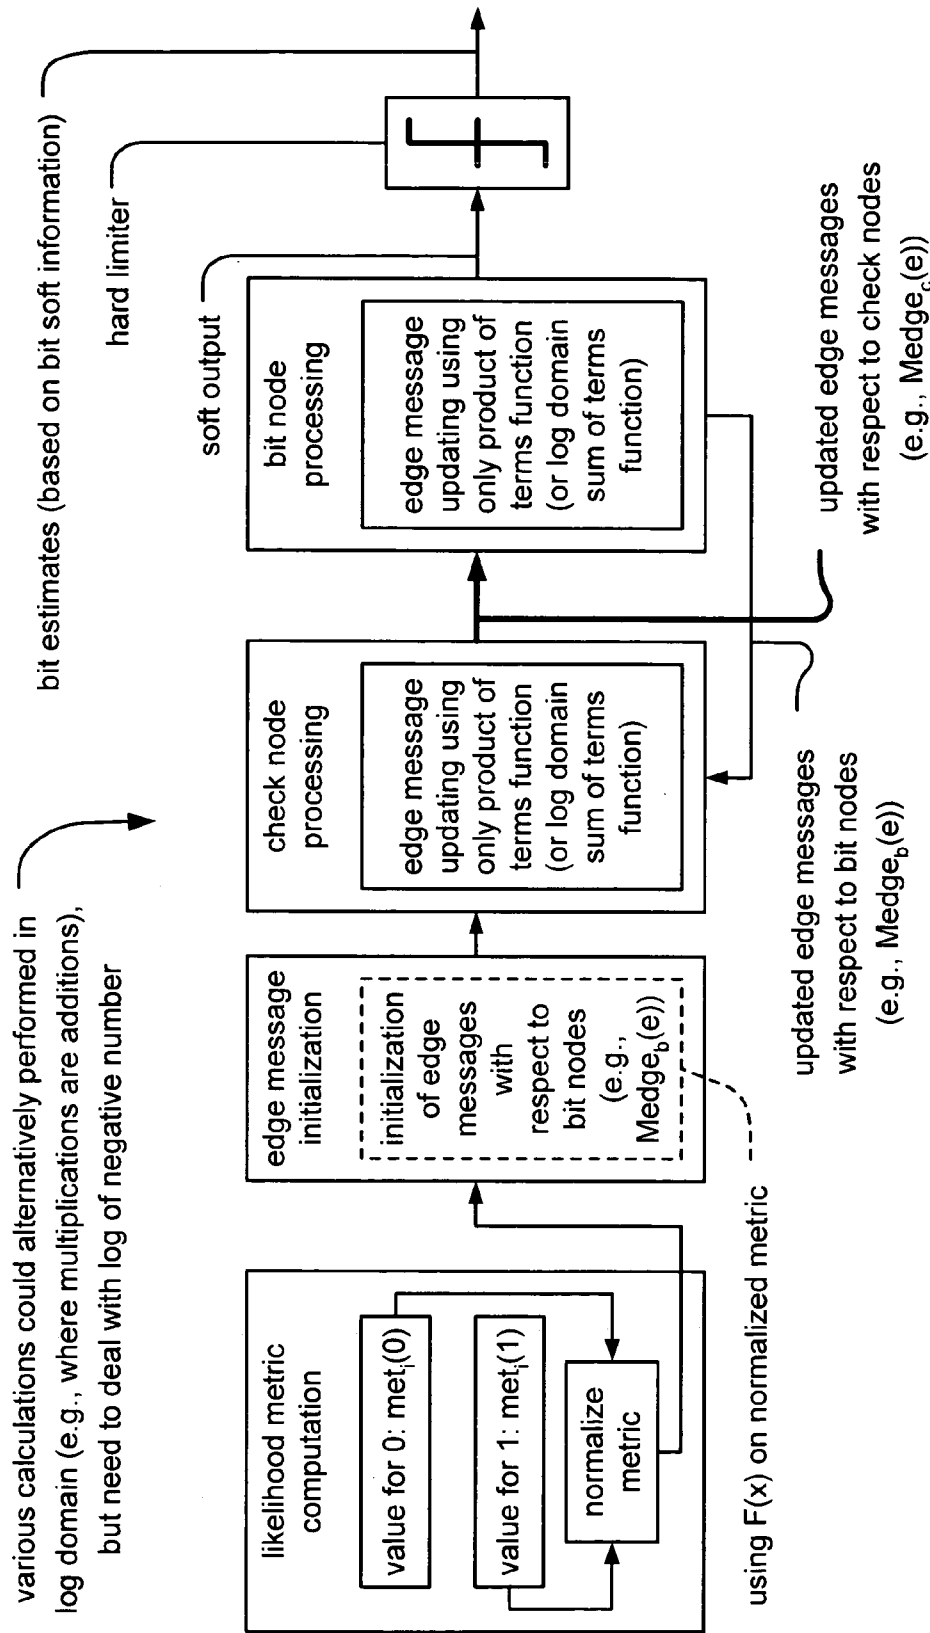 various calculations could alternatively performed in
log domain (e.g., where multiplications are additions),
but need to deal with log of negative number
bit estimates (based on bit soft information)
hard limiter
soft output
likelihood metric
computation
value for 0: met_i(0)
value for 1: met_i(1)
normalize
metric
edge message
initialization
initialization
of edge
messages
with
respect to
bit nodes
(e.g.,
Medge_b(e))
check node
processing
edge message
updating using
only product of
terms function
(or log domain
sum of terms
function)
bit node
processing
edge message
updating using
only product of
terms function
(or log domain
sum of terms
function)
using F(x) on normalized metric
updated edge messages
with respect to bit nodes
(e.g., Medge_b(e))
updated edge messages
with respect to check nodes
(e.g., Medge_c(e))